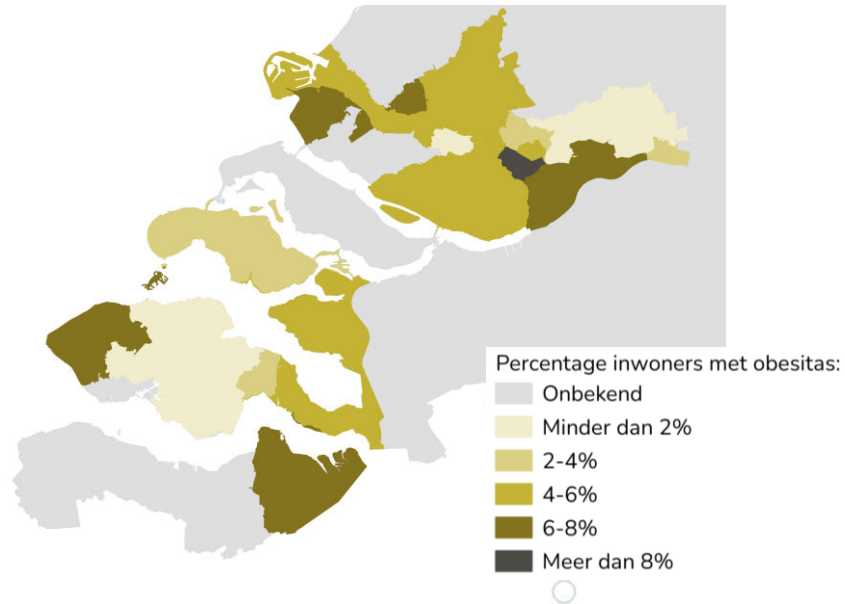 Percentage inwoners met obesitas:
Onbekend
Minder dan 2%
2-4%
4-6%
6-8%
Meer dan 8%